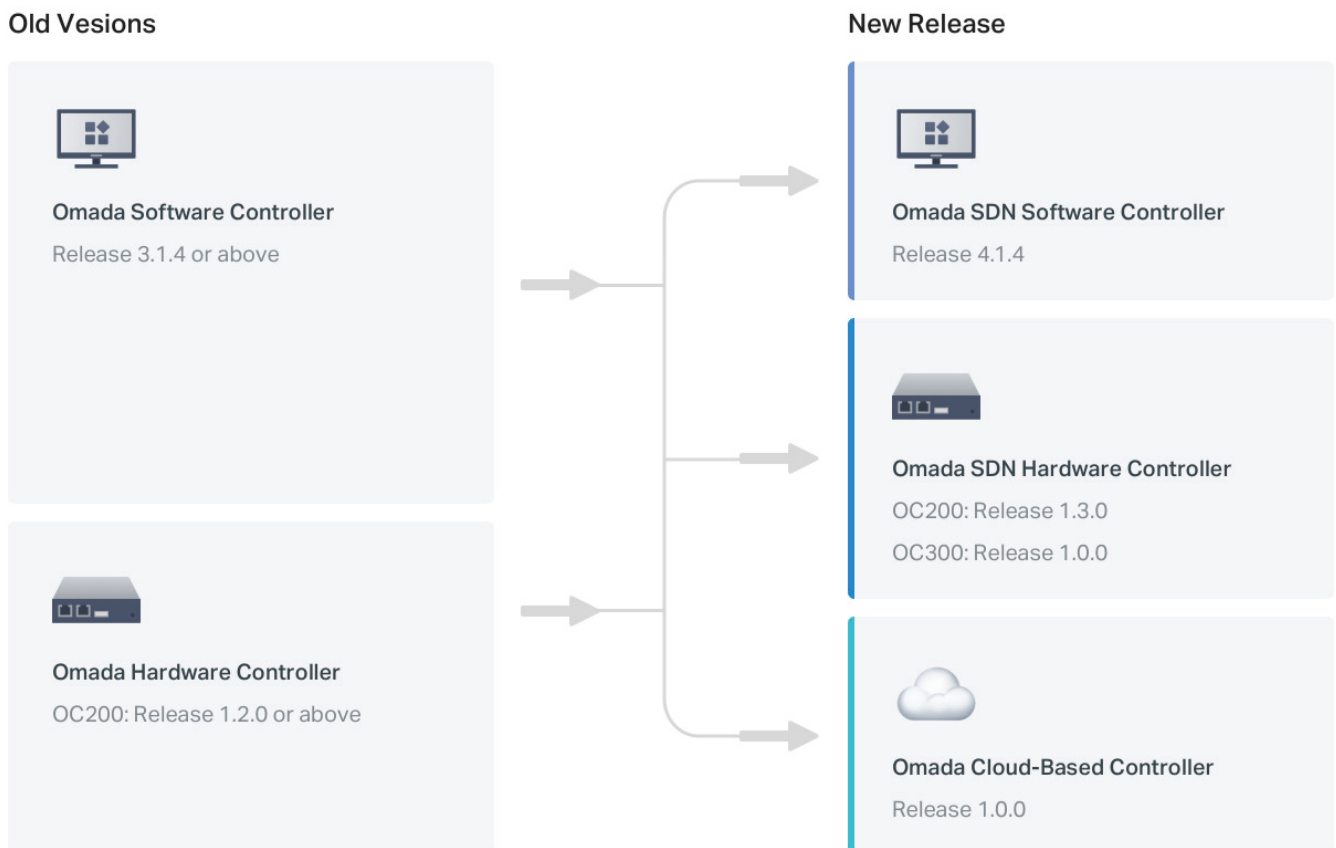 Old Vesions
Omada Software Controller
Release 3.1.4 or above
Omada Hardware Controller
OC200: Release 1.2.0 or above
New Release
Omada SDN Software Controller
Release 4.1.4
Omada SDN Hardware Controller
OC200: Release 1.3.0
OC300: Release 1.0.0
Omada Cloud-Based Controller
Release 1.0.0